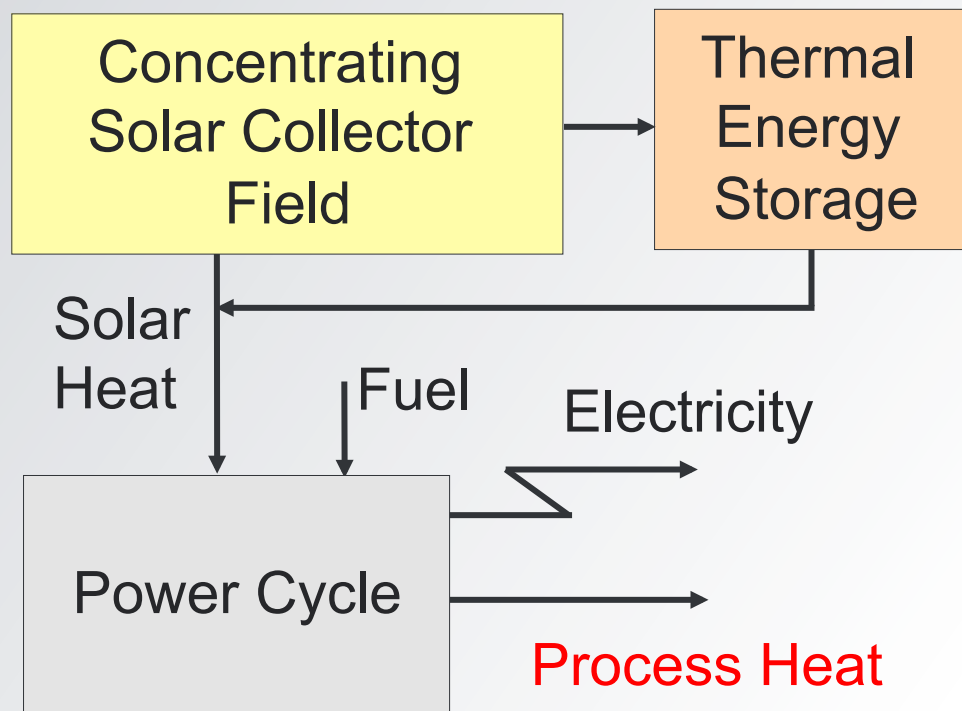 Concentrating
Solar Collector
Field
Thermal
Energy
Storage
Solar
Heat
Fuel
Electricity
Power Cycle
Process Heat